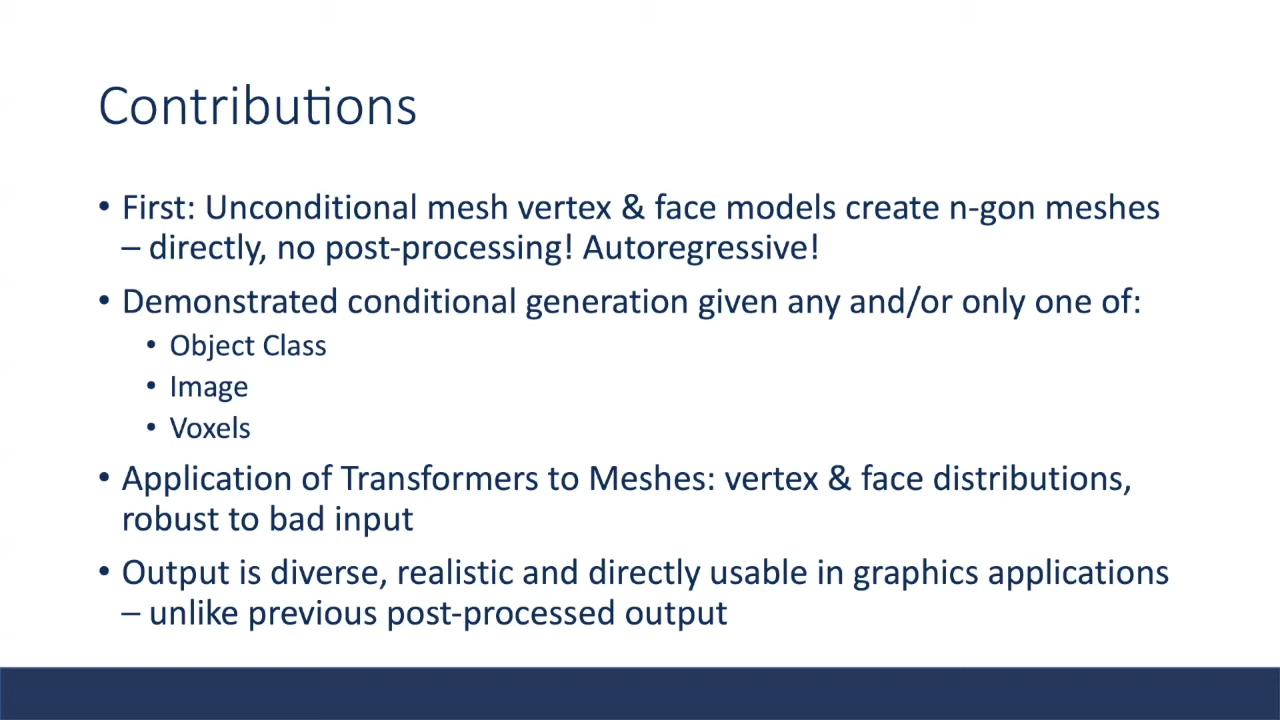 Contributions
• First: Unconditional mesh vertex & face models create n-gon meshes
– directly, no post-processing! Autoregressive!
• Demonstrated conditional generation given any and/or only one of:
• Object Class
• Image
• Voxels
• Application of Transformers to Meshes: vertex & face distributions,
robust to bad input
• Output is diverse, realistic and directly usable in graphics applications
– unlike previous post-processed output